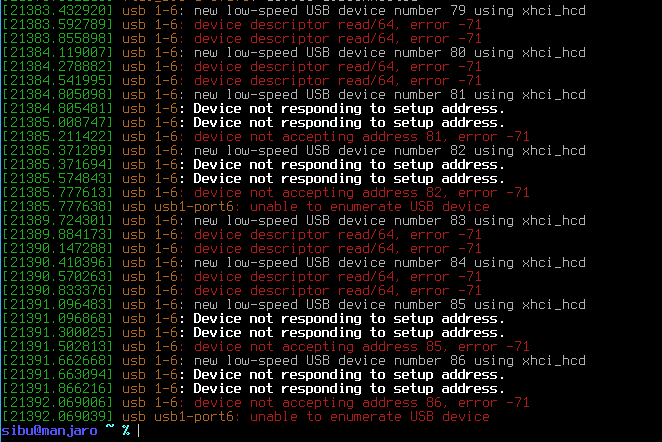 [21383.432920] usb 1-6: new low-speed USB device number 79 using xhci_hcd
[21383.592789] usb 1-6: device descriptor read/64, error -71
[21383.855898] usb 1-6: device descriptor read/64, error -71
[21384.119007] usb 1-6: new low-speed USB device number 80 using xhci_hcd
[21384.278882] usb 1-6: device descriptor read/64, error -71
[21384.541995] usb 1-6: device descriptor read/64, error -71
[21384.805098] usb 1-6: new low-speed USB device number 81 using xhci_hcd
[21384.805481] usb 1-6: Device not responding to setup address.
[21385.008747] usb 1-6: Device not responding to setup address.
[21385.211422] usb 1-6: device not accepting address 81, error -71
[21385.371289] usb 1-6: new low-speed USB device number 82 using xhci_hcd
[21385.371694] usb 1-6: Device not responding to setup address.
[21385.574843] usb 1-6: Device not responding to setup address.
[21385.777613] usb 1-6: device not accepting address 82, error -71
[21385.777638] usb usb1-port6: unable to enumerate USB device
[21389.724301] usb 1-6: new low-speed USB device number 83 using xhci_hcd
[21389.884173] usb 1-6: device descriptor read/64, error -71
[21390.147288] usb 1-6: device descriptor read/64, error -71
[21390.410396] usb 1-6: new low-speed USB device number 84 using xhci_hcd
[21390.570263] usb 1-6: device descriptor read/64, error -71
[21390.833376] usb 1-6: device descriptor read/64, error -71
[21391.096483] usb 1-6: new low-speed USB device number 85 using xhci_hcd
[21391.096868] usb 1-6: Device not responding to setup address.
[21391.300025] usb 1-6: Device not responding to setup address.
[21391.502813] usb 1-6: device not accepting address 85, error -71
[21391.662668] usb 1-6: new low-speed USB device number 86 using xhci_hcd
[21391.663094] usb 1-6: Device not responding to setup address.
[21391.866216] usb 1-6: Device not responding to setup address.
[21392.069006] usb 1-6: device not accepting address 86, error -71
[21392.069039] usb usb1-port6: unable to enumerate USB device
sibu@manjaro ~ %